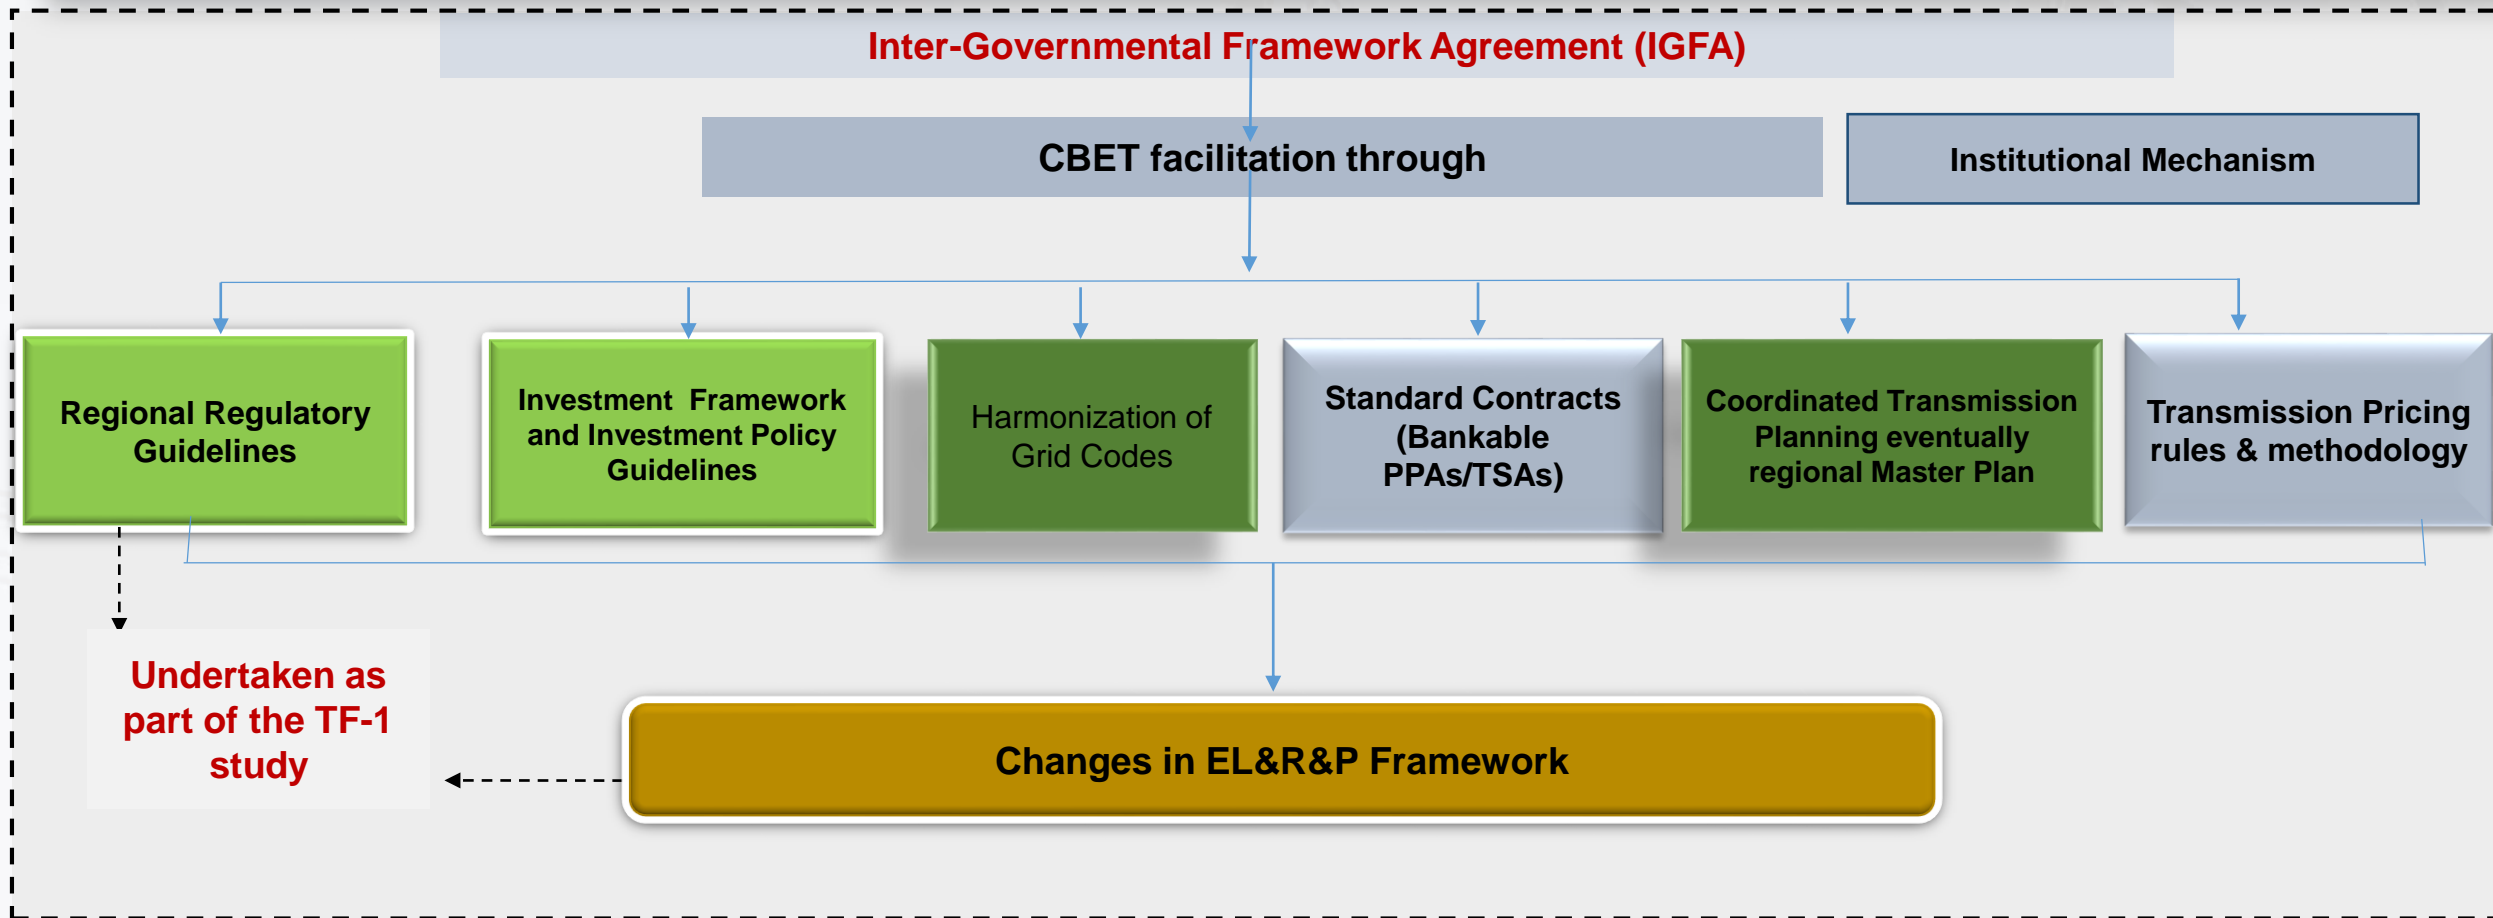 Inter-Governmental Framework Agreement (IGFA)
CBET facilitation through
Institutional Mechanism
Regional Regulatory
Guidelines
Investment Framework
and Investment Policy
Guidelines
Harmonization of
Grid Codes
Standard Contracts
(Bankable
PPAs/TSAs)
Coordinated Transmission
Planning eventually
regional Master Plan
Transmission Pricing
rules & methodology
Undertaken as
part of the TF-1
study
Changes in EL&R&P Framework